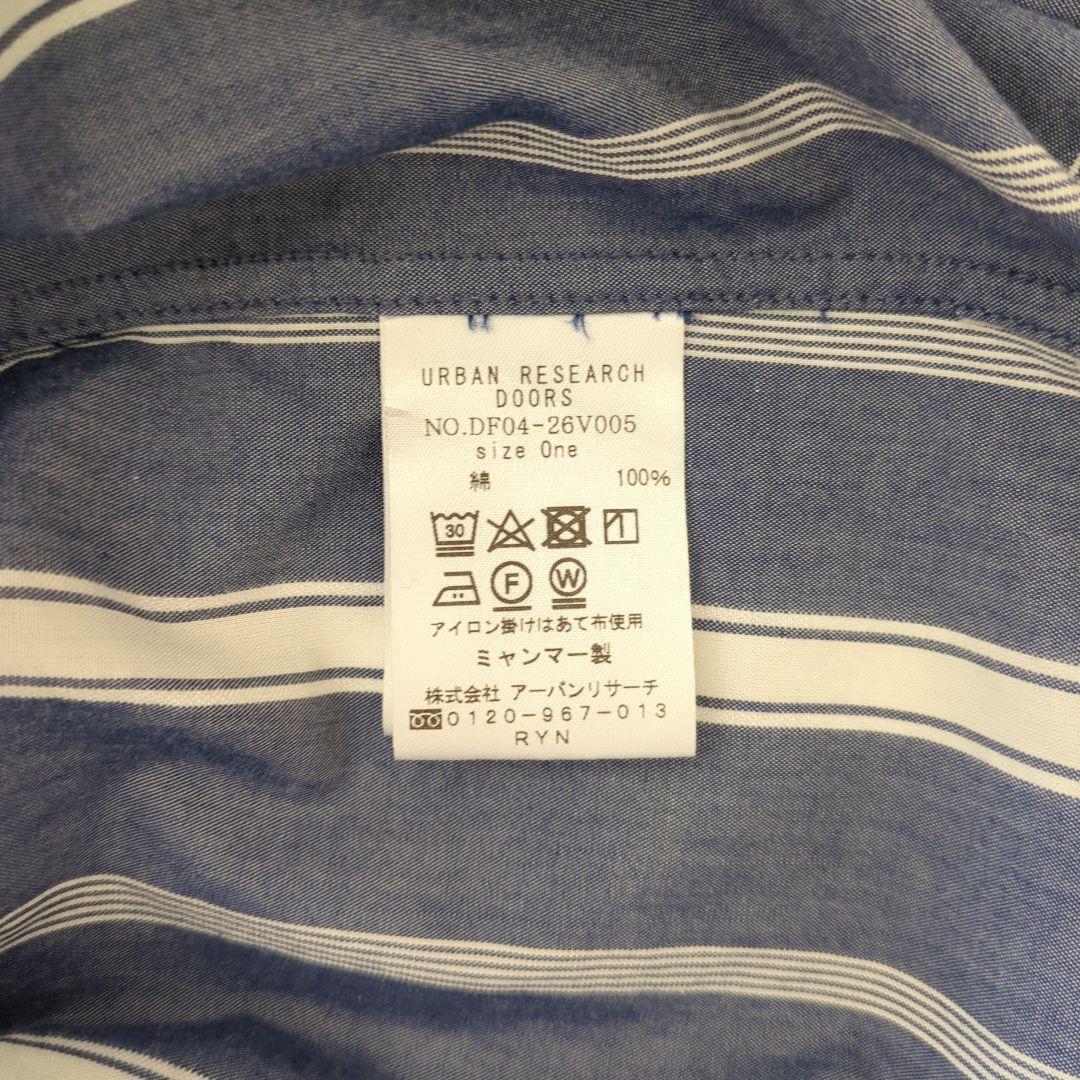 URBAN RESEARCH
DOORS
NO.DF04-26V005
size One
綿 100%
30
F W
アイロン掛けはあて布使用
ミャンマー製
株式会社 アーバンリサーチ
0120-967-013
RYN